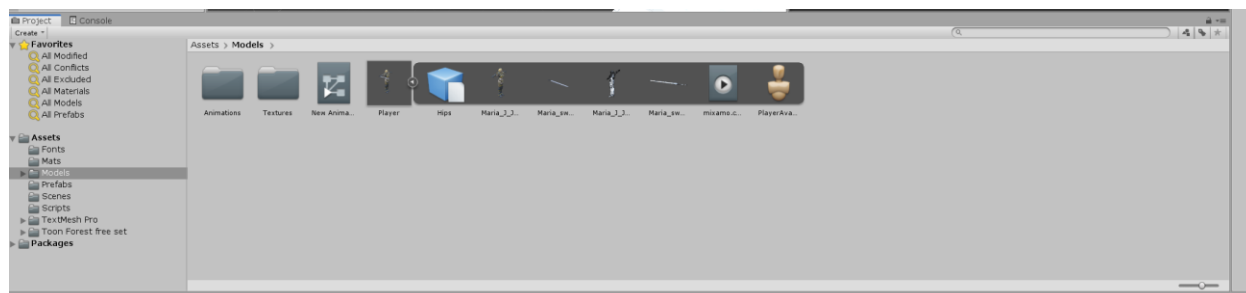 Project Console
Create
Favorites
All Modified
All Conflicts
All Excluded
All Materials
All Models
All Prefabs
Assets
Fonts
Mats
Models
Prefabs
Scenes
Scripts
TextMesh Pro
Toon Forest free set
Packages
Assets > Models >
Animations Textures New Anima... Player Hips Maria_J_J... Maria_sw... Maria_J_J... Maria_sw... mixamo.c... PlayerAva...